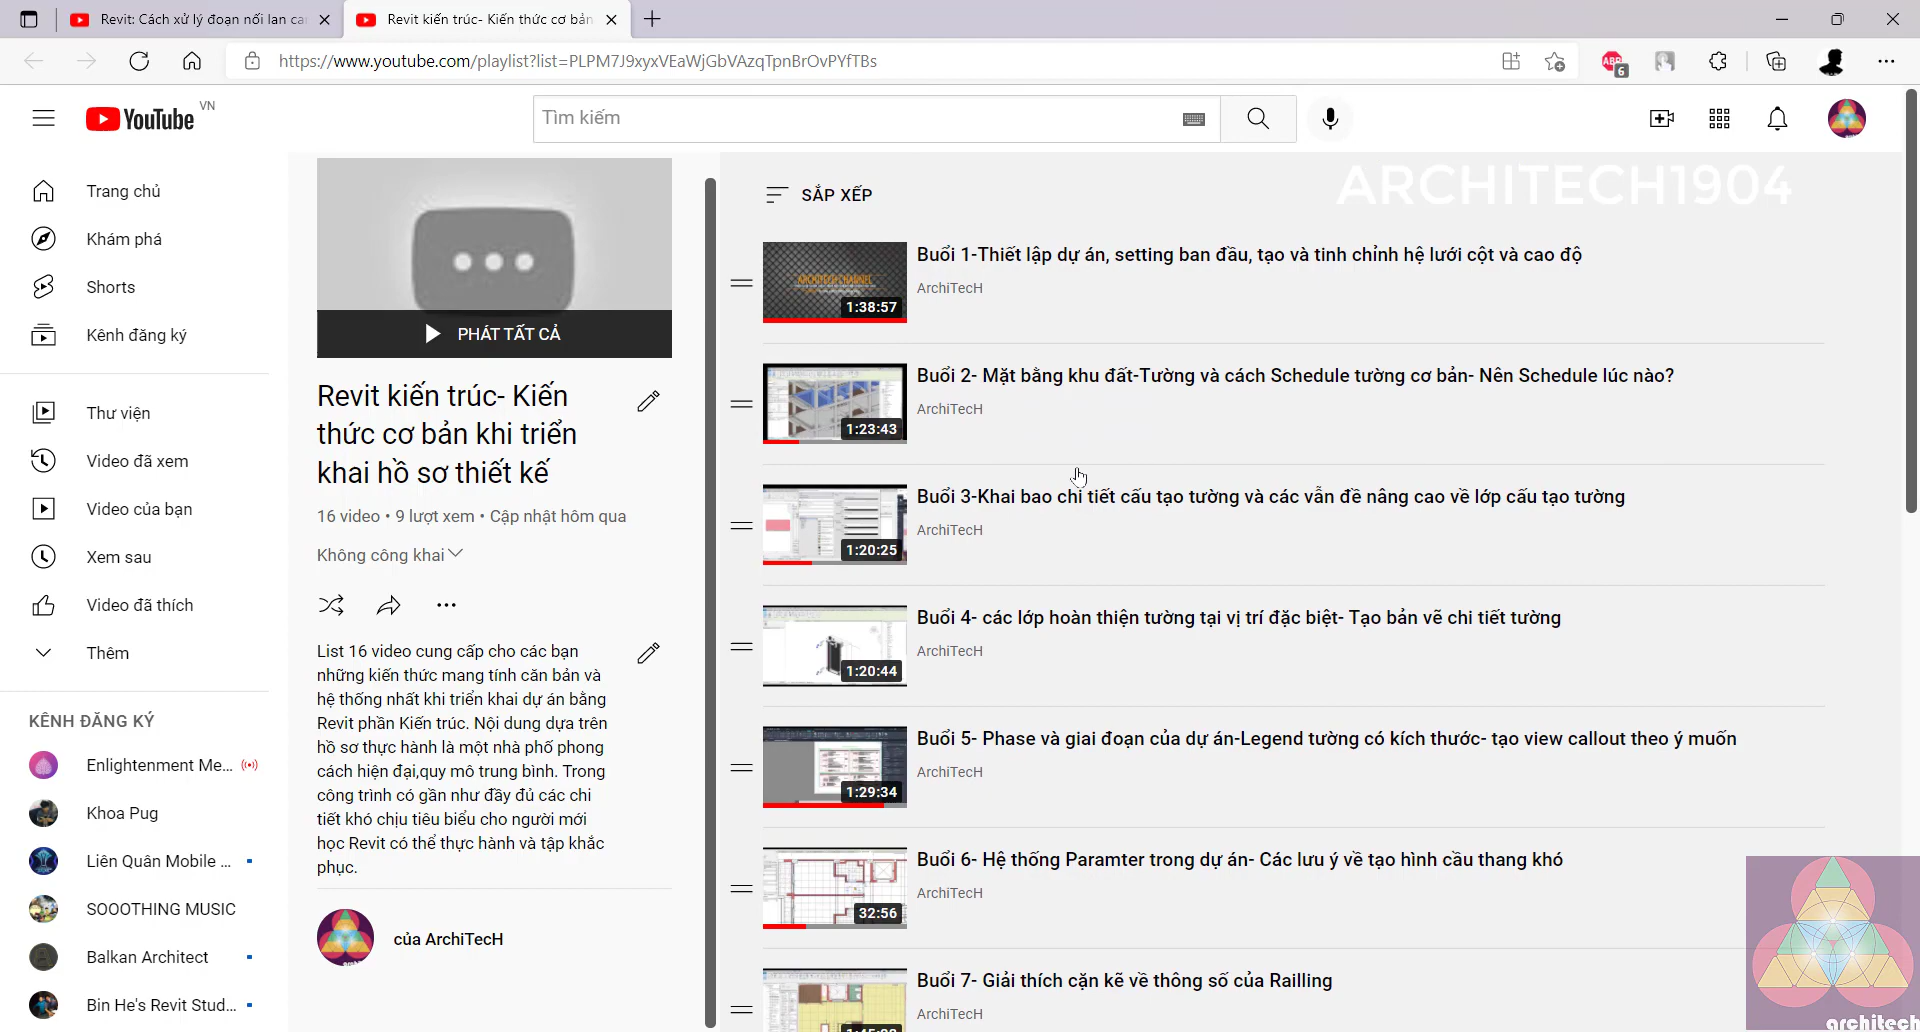 Revit: Cách xử lý đoạn nối lan can
Revit kiến trúc- Kiến thức cơ bản
https://www.youtube.com/playlist?list=PLPM7J9xyxVEaWjGbVAzqTpnBrOvPYfTBs
ABP
6
YouTube
VN
Tìm kiếm
ARCHITECH1904
Trang chủ
Khám phá
Shorts
Kênh đăng ký
Thư viện
Video đã xem
Video của bạn
Xem sau
Video đã thích
Thêm
KÊNH ĐĂNG KÝ
Enlightenment Me...
Khoa Pug
Liên Quân Mobile ...
SOOOTHING MUSIC
Balkan Architect
Bin He's Revit Stud...
PHÁT TẤT CẢ
Revit kiến trúc- Kiến
thức cơ bản khi triển
khai hồ sơ thiết kế
16 video • 9 lượt xem • Cập nhật hôm qua
Không công khai
List 16 video cung cấp cho các bạn
những kiến thức mang tính căn bản và
hệ thống nhất khi triển khai dự án bằng
Revit phần Kiến trúc. Nội dung dựa trên
hồ sơ thực hành là một nhà phố phong
cách hiện đại,quy mô trung bình. Trong
công trình có gần như đầy đủ các chi
tiết khó chịu tiêu biểu cho người mới
học Revit có thể thực hành và tập khắc
phục.
của ArchiTecH
SẮP XẾP
ARCHITECH CHANNEL
1:38:57
Buổi 1-Thiết lập dự án, setting ban đầu, tạo và tinh chỉnh hệ lưới cột và cao độ
ArchiTecH
1:23:43
Buổi 2- Mặt bằng khu đất-Tường và cách Schedule tường cơ bản- Nên Schedule lúc nào?
ArchiTecH
1:20:25
Buổi 3-Khai bao chi tiết cấu tạo tường và các vẫn đề nâng cao về lớp cấu tạo tường
ArchiTecH
1:20:44
Buổi 4- các lớp hoàn thiện tường tại vị trí đặc biệt- Tạo bản vẽ chi tiết tường
ArchiTecH
1:29:34
Buổi 5- Phase và giai đoạn của dự án-Legend tường có kích thước- tạo view callout theo ý muốn
ArchiTecH
32:56
Buổi 6- Hệ thống Paramter trong dự án- Các lưu ý về tạo hình cầu thang khó
ArchiTecH
Buổi 7- Giải thích cặn kẽ về thông số của Railling
ArchiTecH
architech